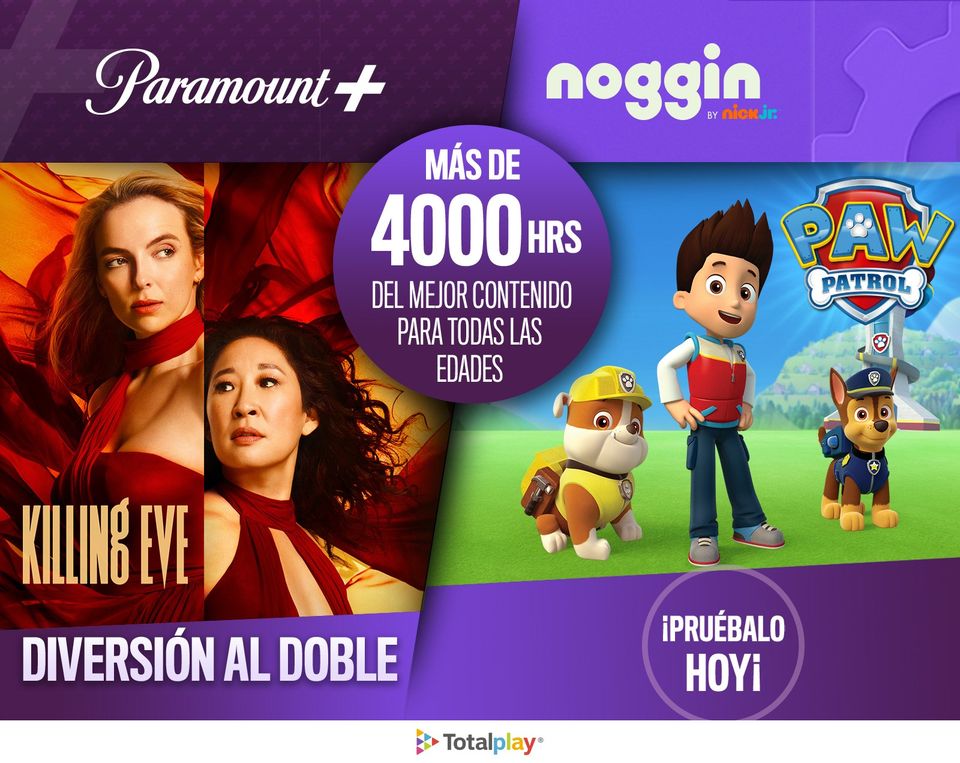 Paramount+
noggin
BY nick jr.
MÁS DE
4000 HRS
DEL MEJOR CONTENIDO
PARA TODAS LAS
EDADES
PAW
PATROL
KILLING EVE
DIVERSIÓN AL DOBLE
¡PRUÉBALO
HOY¡
Totalplay®